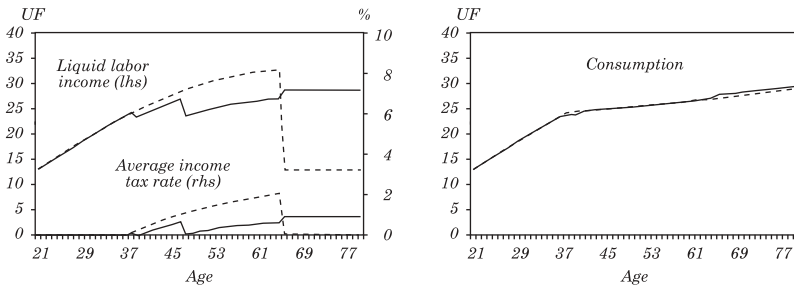 UF
%
40
35
30
25
20
15
10
5
0
10
8
6
4
2
0
Liquid labor
income (lhs)
Average income
tax rate (rhs)
21 29 37 45 53 61 69 77
Age
UF
40
35
30
25
20
15
10
5
0
Consumption
21 29 37 45 53 61 69 77
Age